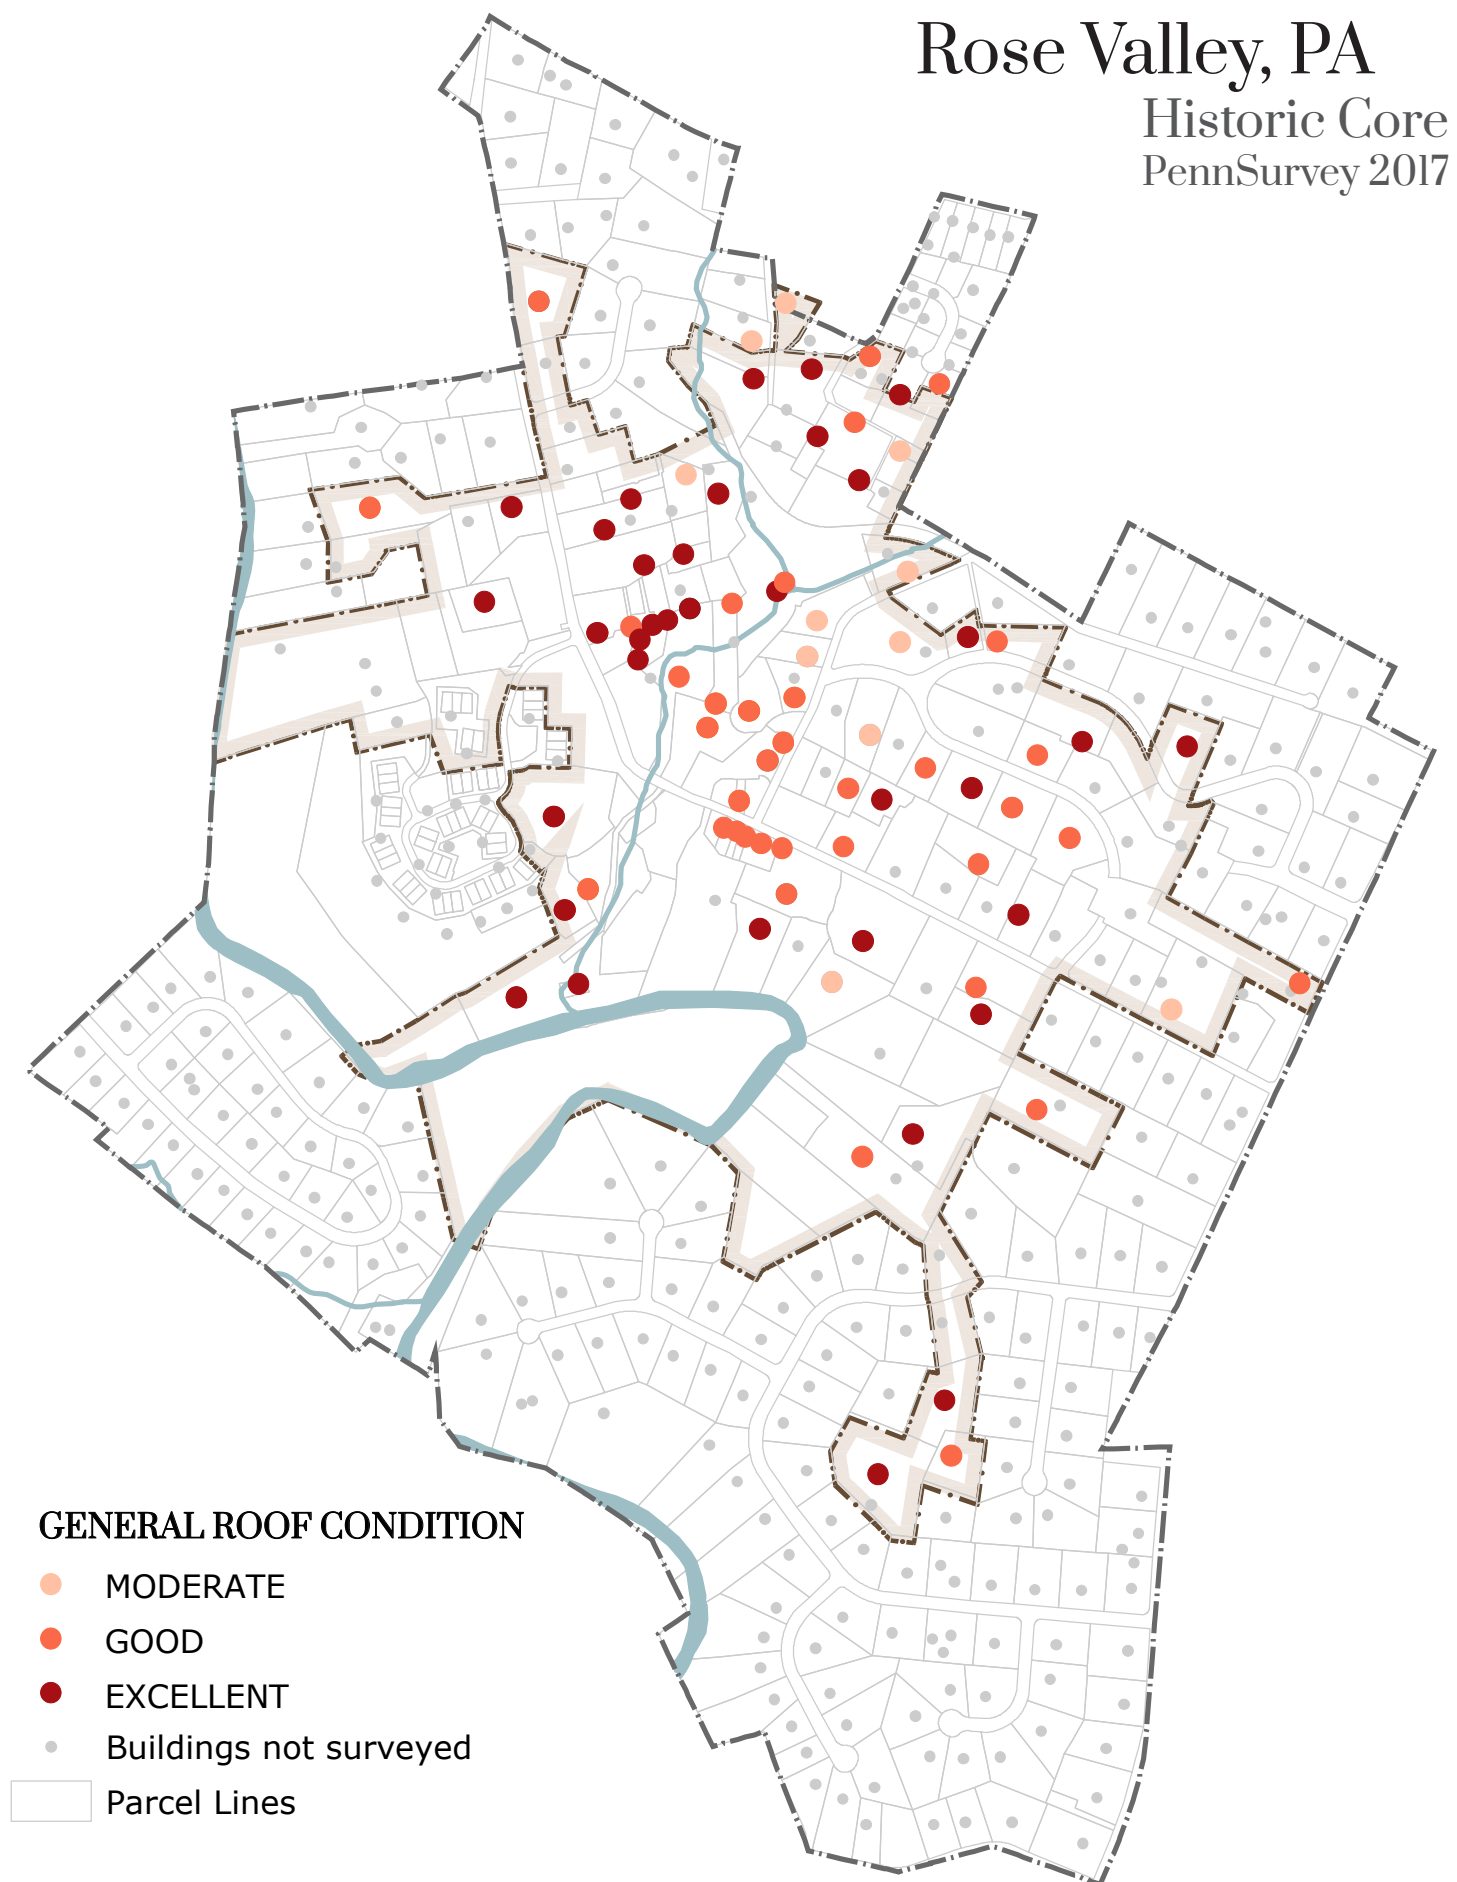 Rose Valley, PA
Historic Core
PennSurvey 2017
GENERAL ROOF CONDITION
MODERATE
GOOD
EXCELLENT
Buildings not surveyed
Parcel Lines